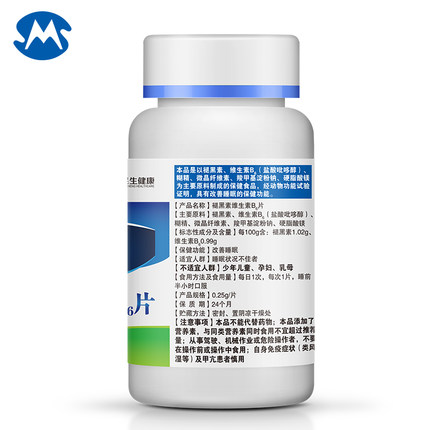 生健康
本品是以褪黑素、维生素B₆（盐酸吡哆醇）、
糊精、微晶纤维素、羧甲基淀粉钠、硬脂酸镁
为主要原料制成的保健食品，经动物功能试验
证明，具有改善睡眠的保健功能。
【产品名称】褪黑素维生素B₆片
【主要原料】褪黑素、维生素B₆（盐酸吡哆醇）、
糊精、微晶纤维素、羧甲基淀粉钠、硬脂酸镁
【标志性成分及含量】每100g含：褪黑素1.02g、
维生素B₆0.99g
【保健功能】改善睡眠
【适宜人群】睡眠状况不佳者
【不适宜人群】少年儿童、孕妇、乳母
【食用方法及食用量】每日1次，每次1片，睡前
半小时口服
【产品规格】0.25g/片
【保 质 期】24个月
【贮藏方法】密封、置阴凉干燥处
【注意事项】本品不能代替药物；本品添加了
营养素，与同类营养素同时食用不宜超过推荐
量；从事驾驶、机械作业或危险操作者，不要
在操作前或操作中食用；自身免疫症状（类风
湿等）及甲亢患者慎用
6片